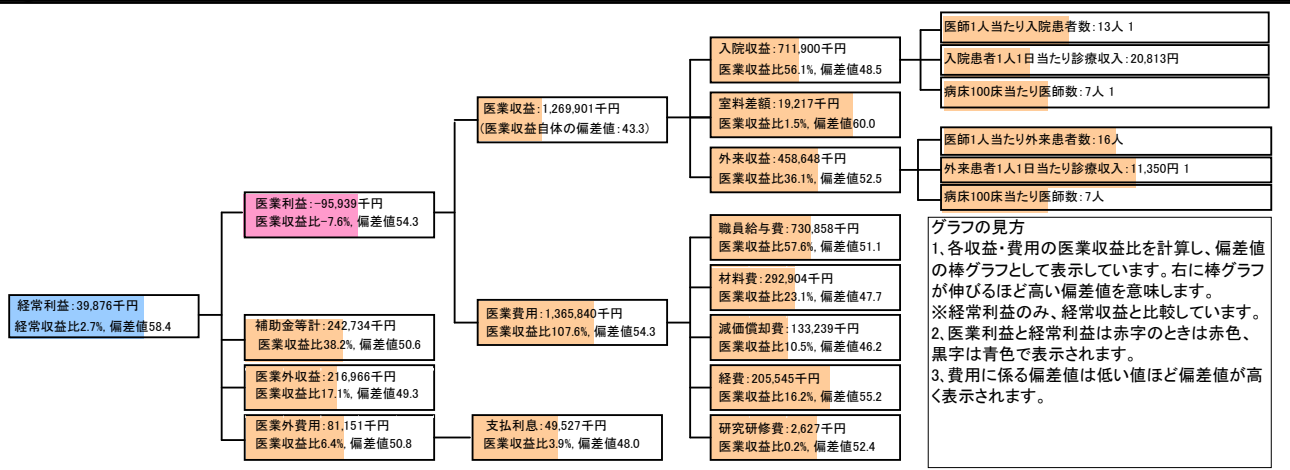 経常利益:39,876千円
経常収益比2.7%, 偏差値58.4
医業利益:-95,939千円
医業収益比-7.6%, 偏差値54.3
補助金等計:242,734千円
医業収益比38.2%, 偏差値50.6
医業外収益:216,966千円
医業収益比17.1%, 偏差値49.3
医業外費用:81,151千円
医業収益比6.4%, 偏差値50.8
医業収益:1,269,901千円
(医業収益自体の偏差値:43.3)
医業費用:1,365,840千円
医業収益比107.6%, 偏差値54.3
支払利息:49,527千円
医業収益比3.9%, 偏差値48.0
入院収益:711,900千円
医業収益比56.1%, 偏差値48.5
室料差額:19,217千円
医業収益比1.5%, 偏差値60.0
外来収益:458,648千円
医業収益比36.1%, 偏差値52.5
職員給与費:730,858千円
医業収益比57.6%, 偏差値51.1
材料費:292,904千円
医業収益比23.1%, 偏差値47.7
減価償却費:133,239千円
医業収益比10.5%, 偏差値46.2
経費:205,545千円
医業収益比16.2%, 偏差値55.2
研究研修費:2,627千円
医業収益比0.2%, 偏差値52.4
医師1人当たり入院患者数:13人 1
入院患者1人1日当たり診療収入:20,813円
病床100床当たり医師数:7人 1
医師1人当たり外来患者数:16人
外来患者1人1日当たり診療収入:11,350円 1
病床100床当たり医師数:7人
グラフの見方
1、各収益・費用の医業収益比を計算し、偏差値
の棒グラフとして表示しています。右に棒グラフ
が伸びるほど高い偏差値を意味します。
※経常利益のみ、経常収益と比較しています。
2、医業利益と経常利益は赤字のときは赤色、
黒字は青色で表示されます。
3、費用に係る偏差値は低い値ほど偏差値が高
く表示されます。